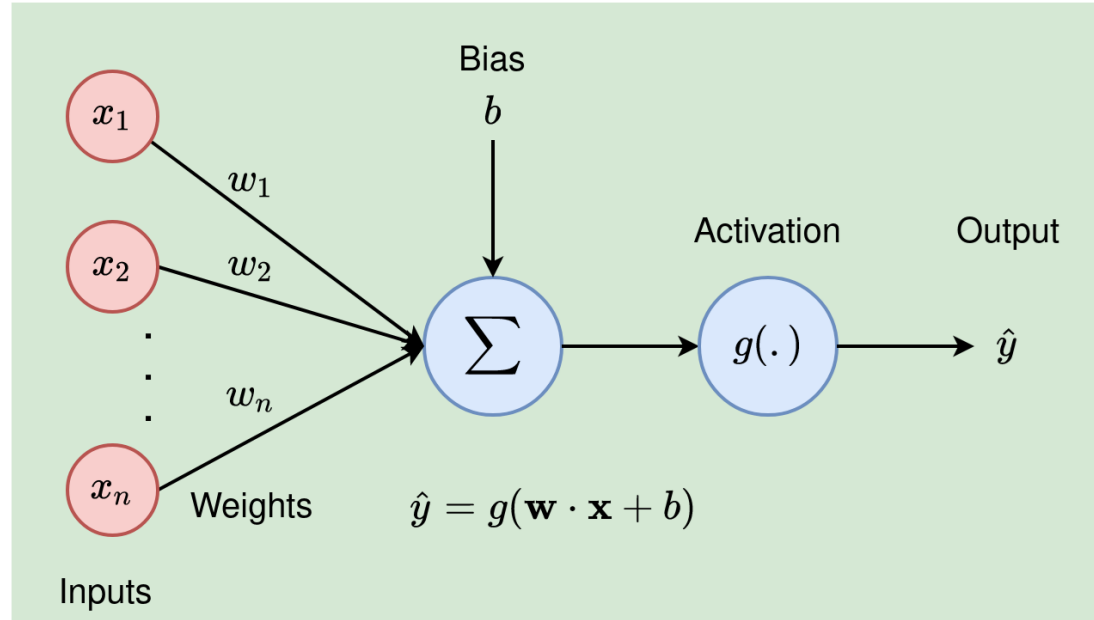 Bias
b
x₁
w₁
Activation
Output
x₂
w₂
∑
g(.)
ŷ
.
.
.
wₙ
xₙ
Weights
ŷ = g(𝐰 · 𝐱 + b)
Inputs